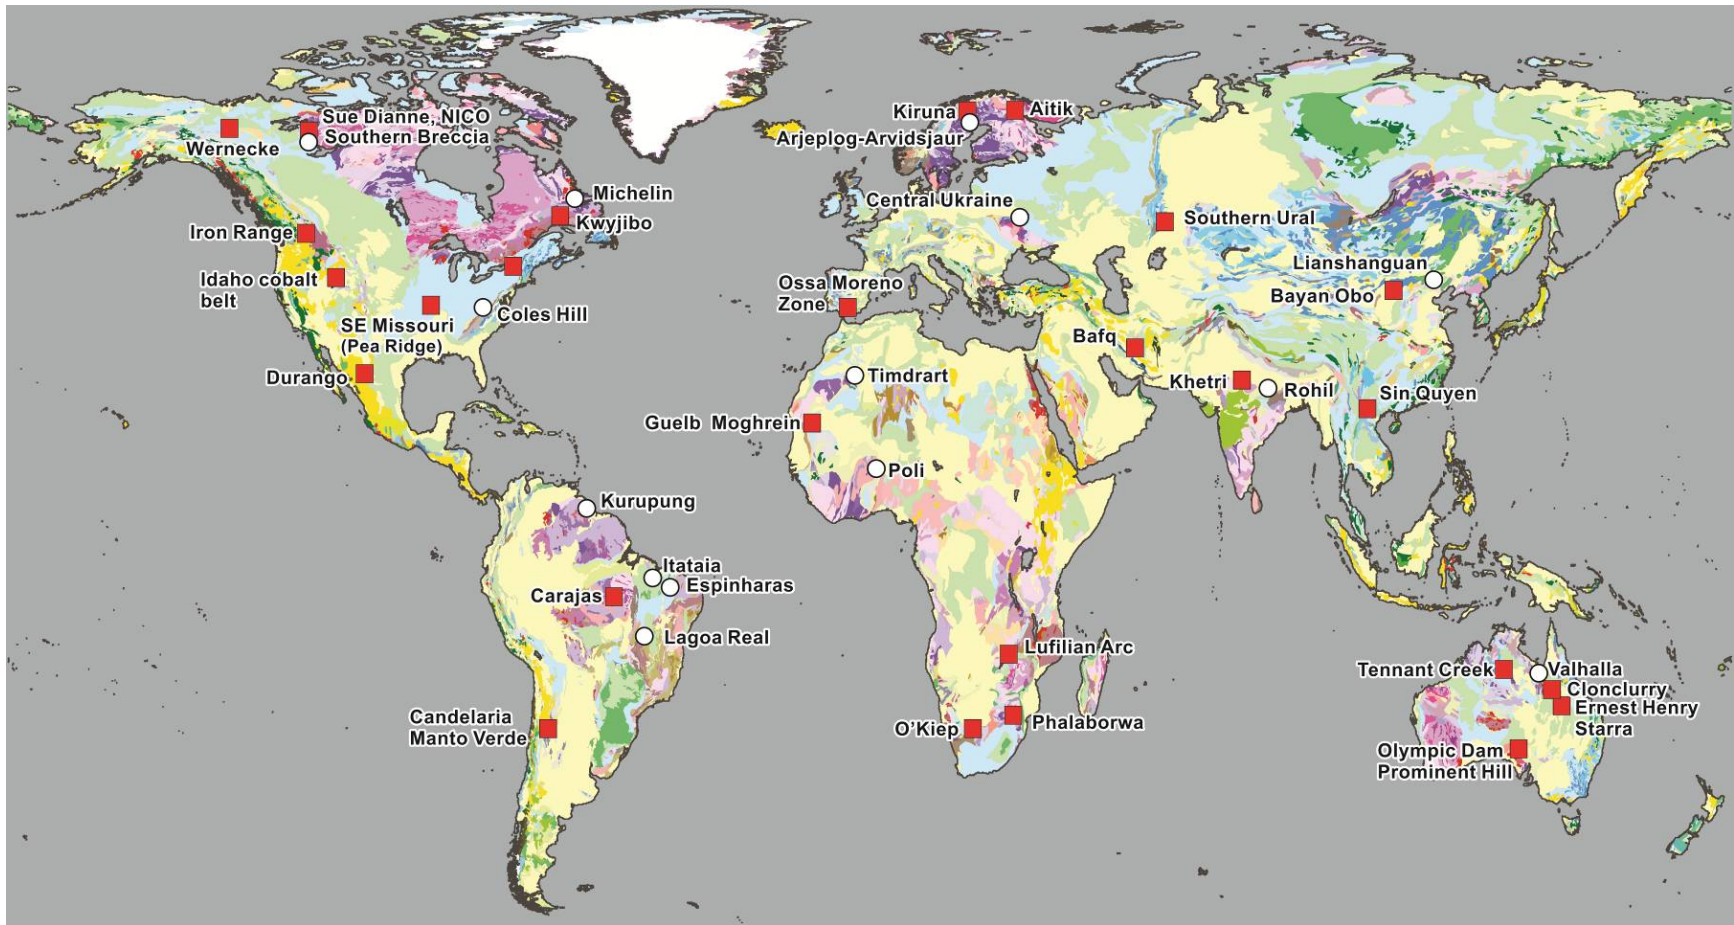 Sue Dianne, NICO
Southern Breccia
Wernecke
Kiruna
Aitik
Arjeplog-Arvidsjaur
Michelin
Kwyjibo
Central Ukraine
Southern Ural
Iron Range
Idaho cobalt
belt
Lianshanguan
Bayan Obo
Ossa Moreno
Zone
SE Missouri
(Pea Ridge)
Coles Hill
Bafq
Durango
Timdrart
Khetri
Rohil
Sin Quyen
Guelb Moghrein
Poli
Kurupung
Itataia
Espinharas
Carajas
Lagoa Real
Lufilian Arc
Tennant Creek
Valhalla
Clonclurry
Ernest Henry
Starra
Candelaria
Manto Verde
O'Kiep
Phalaborwa
Olympic Dam
Prominent Hill